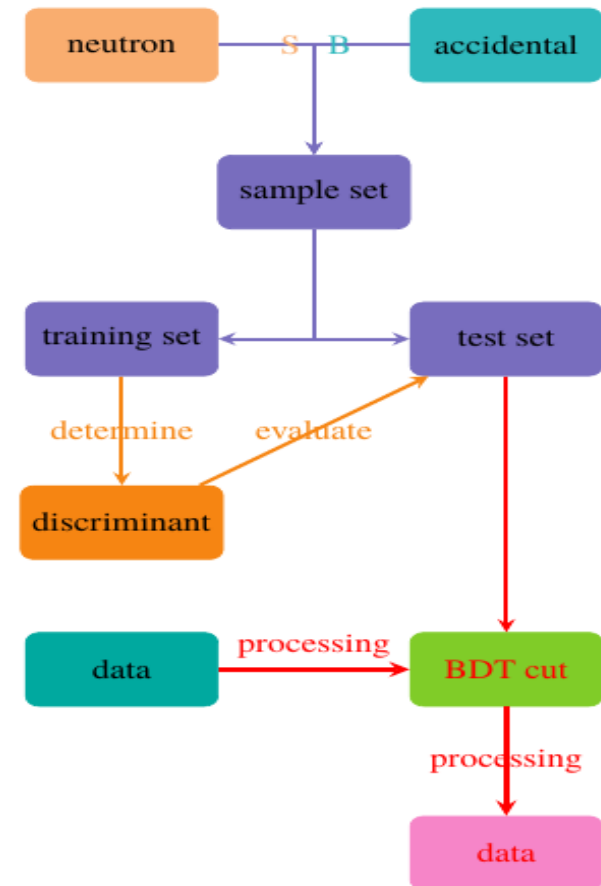 neutron
S
B
accidental
sample set
training set
test set
determine
evaluate
discriminant
data
processing
BDT cut
processing
data